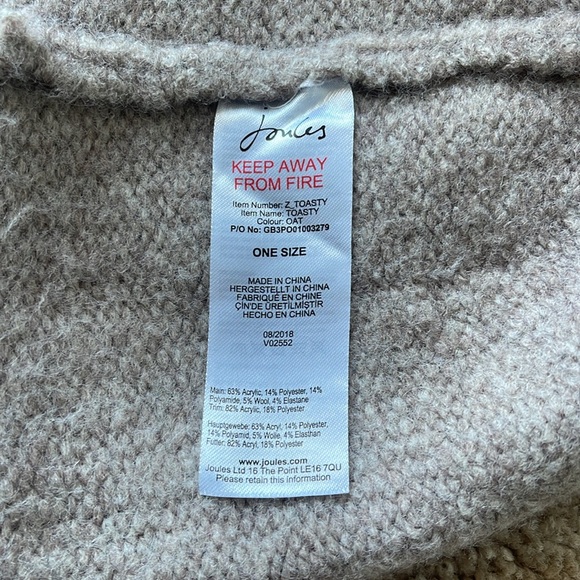 Joules
KEEP AWAY
FROM FIRE
Item Number: Z_TOASTY
Item Name: TOASTY
Colour: OAT
P/O No: GB3PO01003279
ONE SIZE
MADE IN CHINA
HERGESTELLT IN CHINA
FABRIQUÉ EN CHINE
ÇİN'DE ÜRETİLMİŞTİR
HECHO EN CHINA
08/2018
V02552
Main: 63% Acrylic, 14% Polyester, 14%
Polyamide, 5% Wool, 4% Elastane
Trim: 82% Acrylic, 18% Polyester
Hauptgewebe: 63% Acryl, 14% Polyester,
14% Polyamid, 5% Wolle, 4% Elasthan
Futter: 82% Acryl, 18% Polyester
www.joules.com
Joules Ltd 16 The Point LE16 7QU
Please retain this information